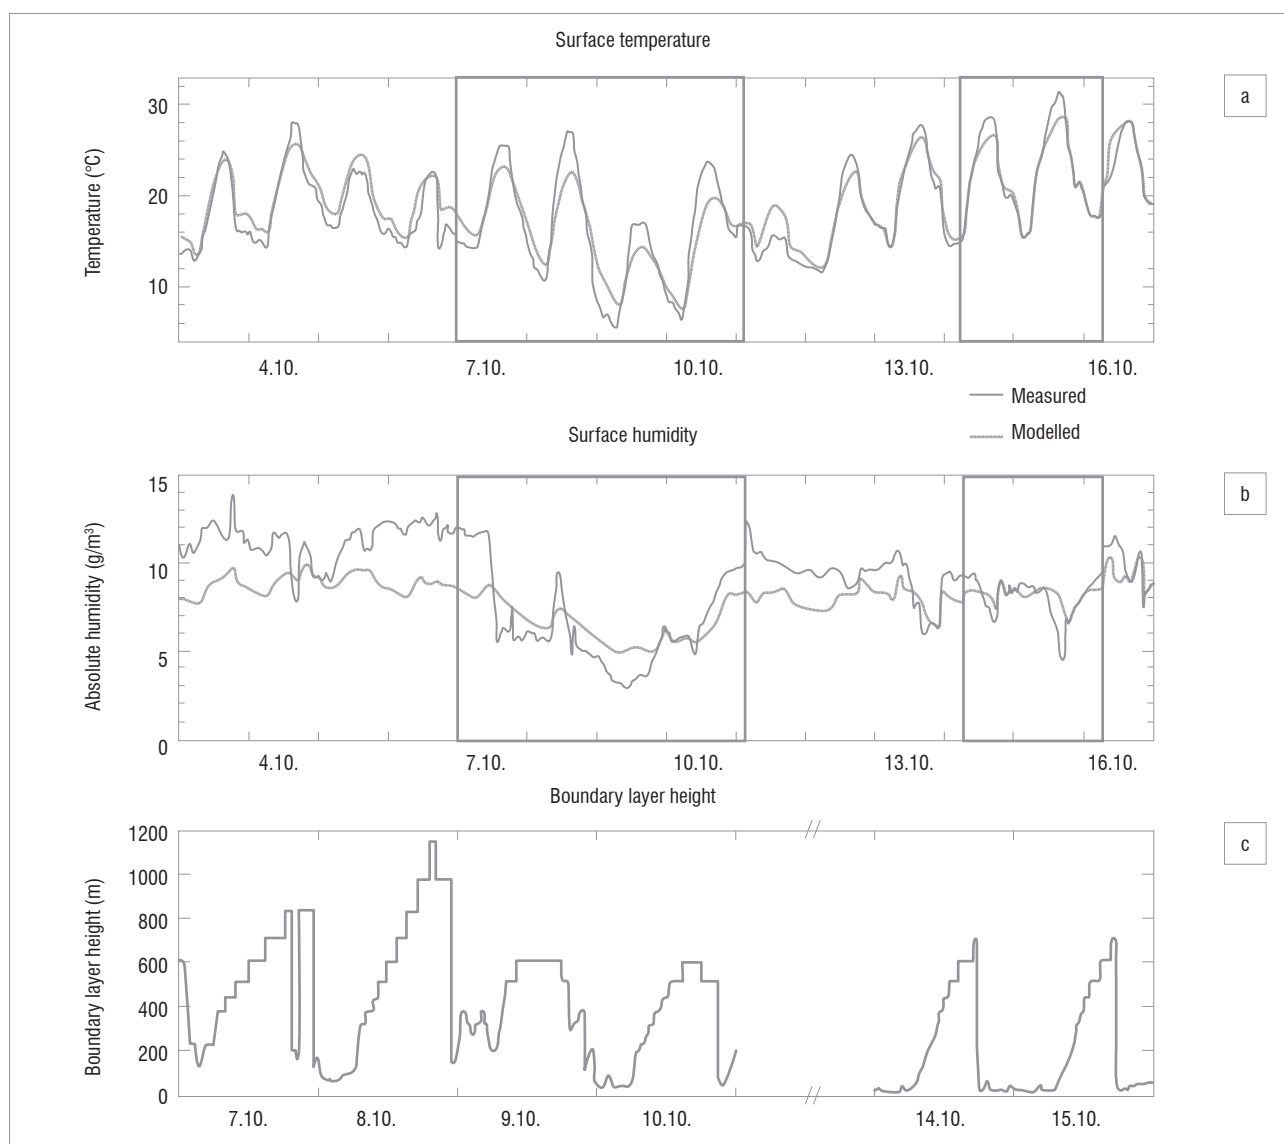 Surface temperature
a
Temperature (°C)
30
20
10
4.10. 7.10. 10.10. 13.10. 16.10.
Measured
Modelled
Surface humidity
b
Absolute humidity (g/m³)
15
10
5
0
4.10. 7.10. 10.10. 13.10. 16.10.
Boundary layer height
c
Boundary layer height (m)
1200
1000
800
600
400
200
0
7.10. 8.10. 9.10. 10.10. 14.10. 15.10.